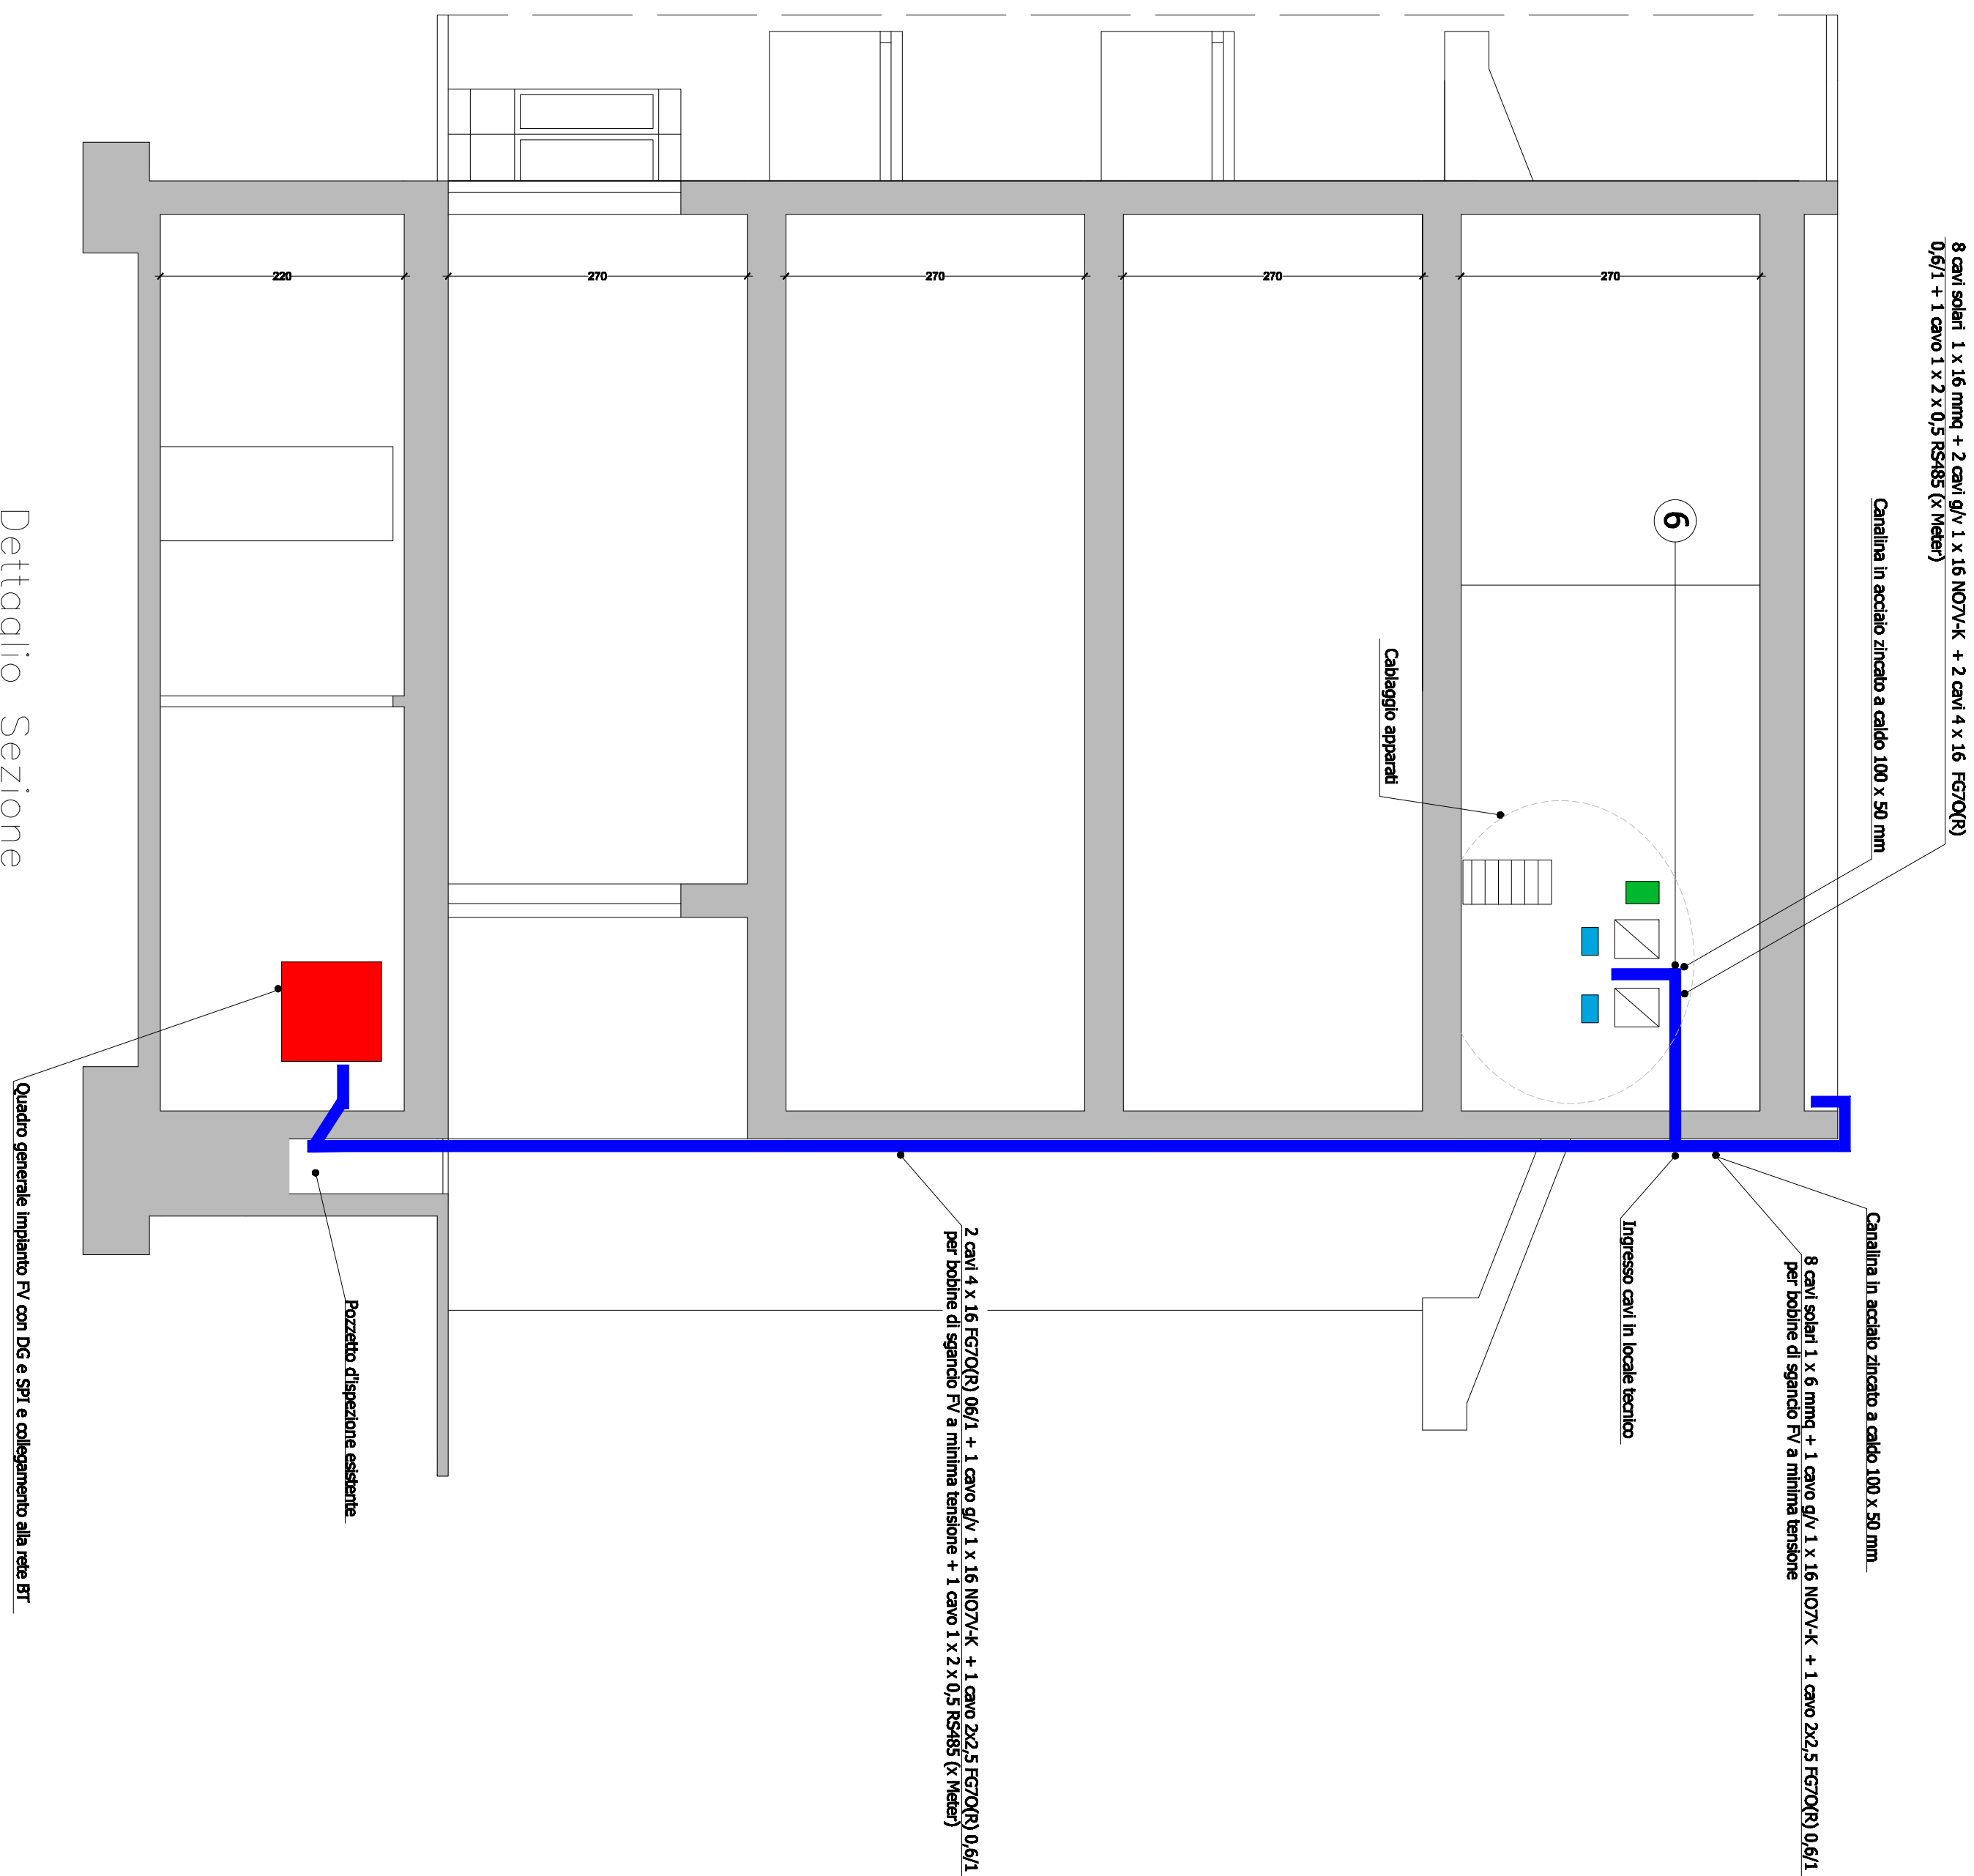 8 cavi solari 1 x 16 mmq + 2 cavi g/v 1 x 16 NO7V-K + 2 cavi 4 x 16 FG7O(R)
0,6/1 + 1 cavo 1 x 2 x 0,5 RS485 (x Meter)
Canalina in acciaio zincato a caldo 100 x 50 mm
Canalina in acciaio zincato a caldo 100 x 50 mm
8 cavi solari 1 x 6 mmq + 1 cavo g/v 1 x 16 NO7V-K + 1 cavo 2x2,5 FG7O(R) 0,6/1
per bobine di sgancio FV a minima tensione
6
Ingresso cavi in locale tecnico
270
Cablaggio apparati
270
2 cavi 4 x 16 FG7O(R) 06/1 + 1 cavo g/v 1 x 16 NO7V-K + 1 cavo 2x2,5 FG7O(R) 0,6/1
per bobine di sgancio FV a minima tensione + 1 cavo 1 x 2 x 0,5 RS485 (x Meter)
270
270
Pozzetto d'ispezione esistente
220
Quadro generale impianto FV con DG e SPI e collegamento alla rete BT
Dettaglio Sezione